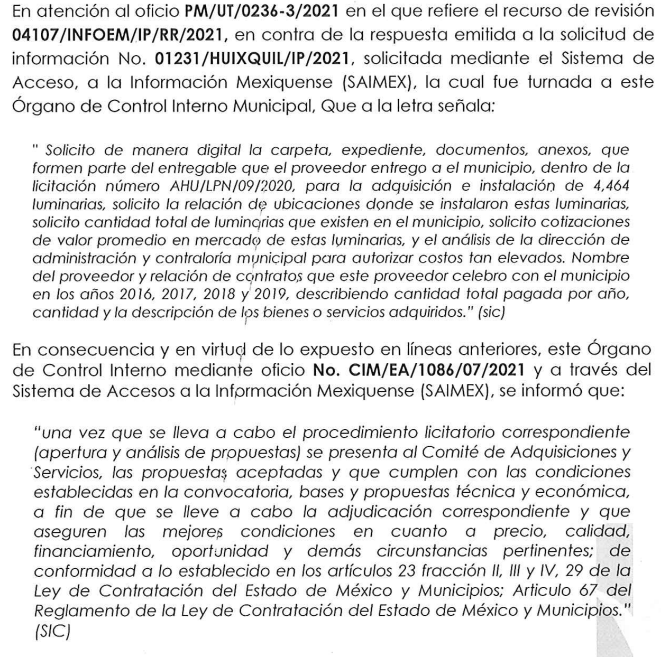 En atención al oficio PM/UT/0236-3/2021 en el que refiere el recurso de revisión
04107/INFOEM/IP/RR/2021, en contra de la respuesta emitida a la solicitud de
información No. 01231/HUIXQUIL/IP/2021, solicitada mediante el Sistema de
Acceso, a la Información Mexiquense (SAIMEX), la cual fue turnada a este
Órgano de Control Interno Municipal, Que a la letra señala:
" Solicito de manera digital la carpeta, expediente, documentos, anexos, que
formen parte del entregable que el proveedor entrego a el municipio, dentro de la
licitación número AHU/LPN/09/2020, para la adquisición e instalación de 4,464
luminarias, solicito la relación de ubicaciones donde se instalaron estas luminarias,
solicito cantidad total de luminarias que existen en el municipio, solicito cotizaciones
de valor promedio en mercado de estas luminarias, y el análisis de la dirección de
administración y contraloría municipal para autorizar costos tan elevados. Nombre
del proveedor y relación de contratos que este proveedor celebro con el municipio
en los años 2016, 2017, 2018 y 2019, describiendo cantidad total pagada por año,
cantidad y la descripción de los bienes o servicios adquiridos." (sic)
En consecuencia y en virtud de lo expuesto en líneas anteriores, este Órgano
de Control Interno mediante oficio No. CIM/EA/1086/07/2021 y a través del
Sistema de Accesos a la Información Mexiquense (SAIMEX), se informó que:
"una vez que se lleva a cabo el procedimiento licitatorio correspondiente
(apertura y análisis de propuestas) se presenta al Comité de Adquisiciones y
Servicios, las propuestas aceptadas y que cumplen con las condiciones
establecidas en la convocatoria, bases y propuestas técnica y económica,
a fin de que se lleve a cabo la adjudicación correspondiente y que
aseguren las mejores condiciones en cuanto a precio, calidad,
financiamiento, oportunidad y demás circunstancias pertinentes; de
conformidad a lo establecido en los artículos 23 fracción II, III y IV, 29 de la
Ley de Contratación del Estado de México y Municipios; Articulo 67 del
Reglamento de la Ley de Contratación del Estado de México y Municipios."
(SIC)